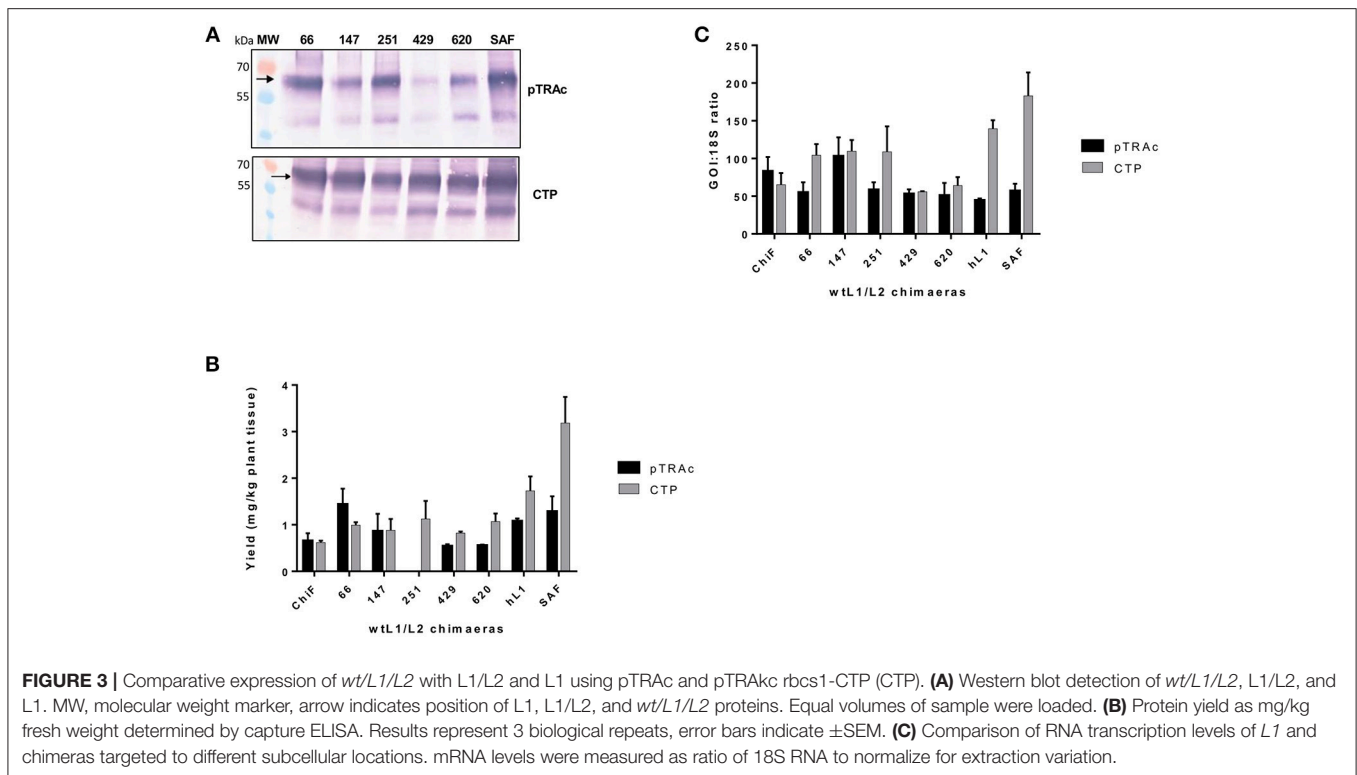 A
kDa MW 66 147 251 429 620 SAF
70
55
pTRAc
70
55
CTP
C
250
200
150
100
50
0
GOI:18S ratio
ChiF 66 147 251 429 620 hL1 SAF
wtL1/L2 chimaeras
pTRAc
CTP
B
4
3
2
1
0
Yield (mg/kg plant tissue)
ChiF 66 147 251 429 620 hL1 SAF
wtL1/L2 chimaeras
pTRAc
CTP
FIGURE 3 | Comparative expression of wt/L1/L2 with L1/L2 and L1 using pTRAc and pTRAkc rbcs1-CTP (CTP). (A) Western blot detection of wt/L1/L2, L1/L2, and
L1. MW, molecular weight marker, arrow indicates position of L1, L1/L2, and wt/L1/L2 proteins. Equal volumes of sample were loaded. (B) Protein yield as mg/kg
fresh weight determined by capture ELISA. Results represent 3 biological repeats, error bars indicate ±SEM. (C) Comparison of RNA transcription levels of L1 and
chimeras targeted to different subcellular locations. mRNA levels were measured as ratio of 18S RNA to normalize for extraction variation.